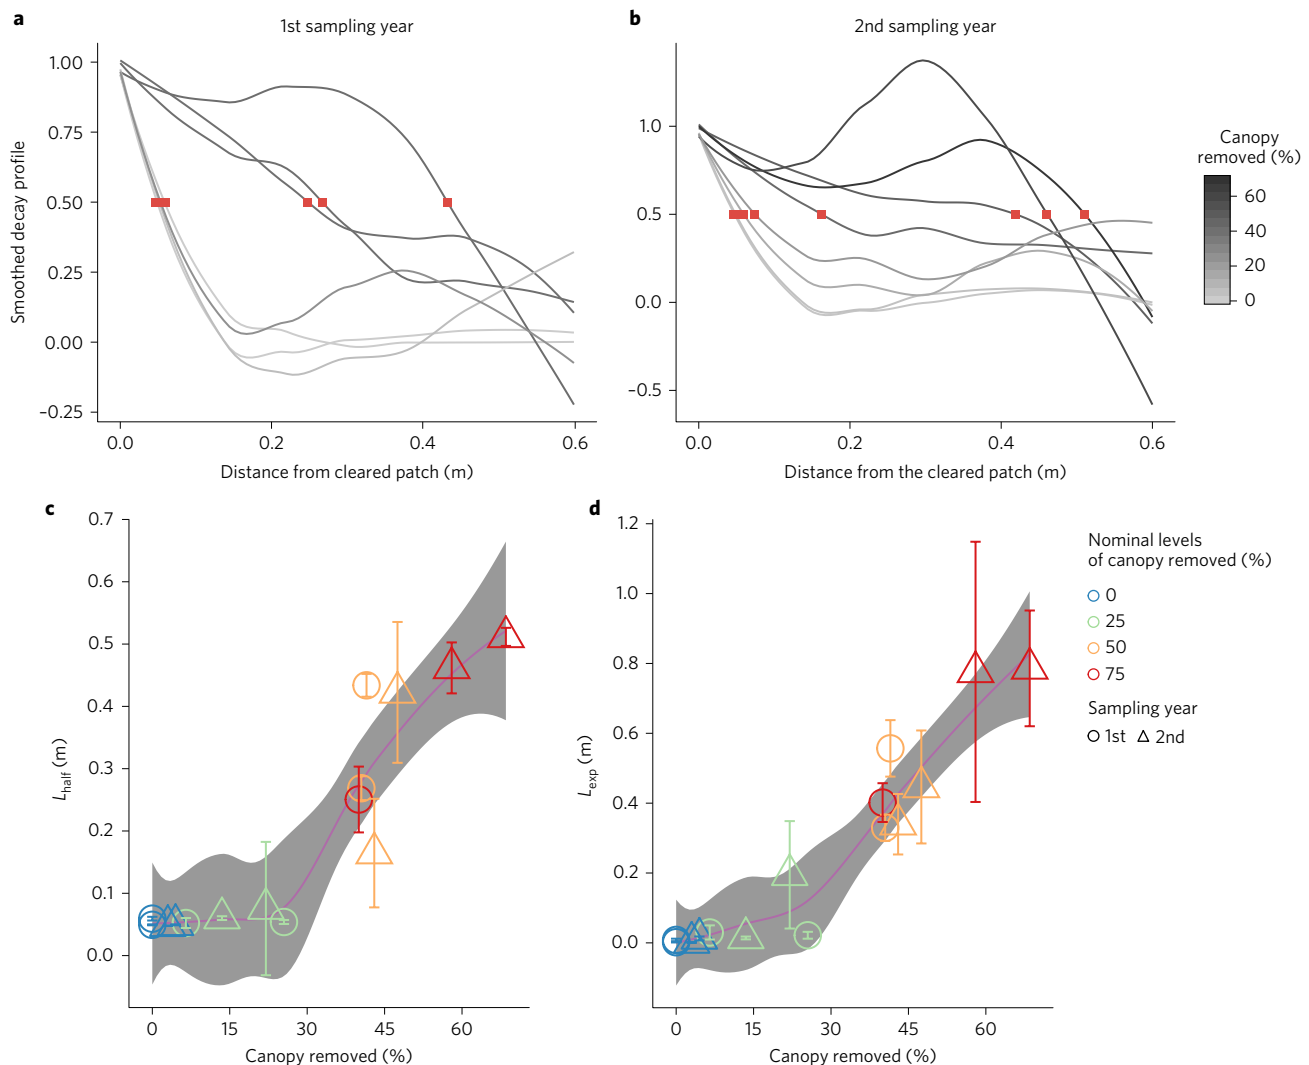 a
1st sampling year
1.00
0.75
0.50
0.25
0.00
−0.25
Smoothed decay profile
0.0
0.2
0.4
0.6
Distance from cleared patch (m)
b
2nd sampling year
1.0
0.5
0.0
−0.5
0.0
0.2
0.4
0.6
Distance from the cleared patch (m)
Canopy
removed (%)
60
40
20
0
c
0.7
0.6
0.5
0.4
0.3
0.2
0.1
0.0
Lhalf (m)
0
15
30
45
60
Canopy removed (%)
d
1.2
1.0
0.8
0.6
0.4
0.2
0.0
Lexp (m)
0
15
30
45
60
Canopy removed (%)
Nominal levels
of canopy removed (%)
0
25
50
75
Sampling year
1st 2nd